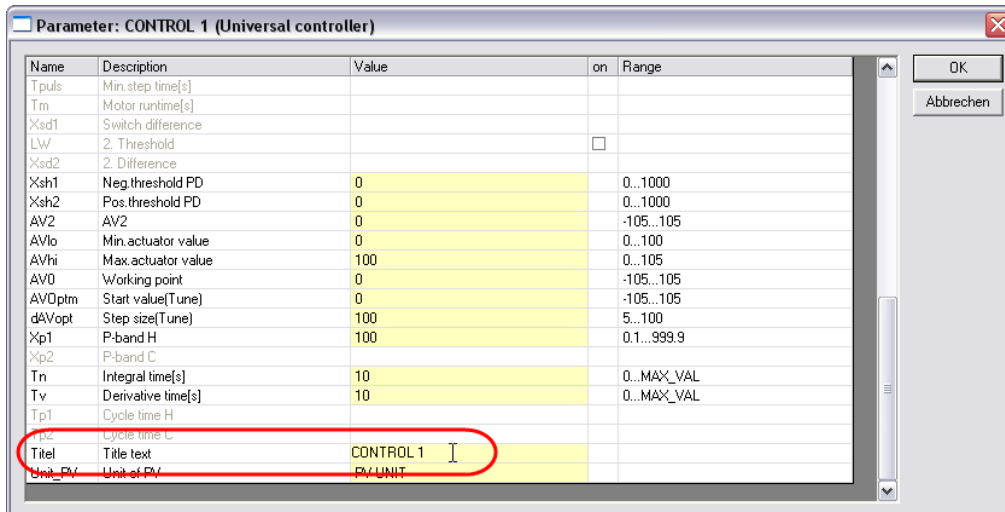 Parameter: CONTROL 1 (Universal controller)
Name Description Value on Range
OK
Tpuls Min.step time[s]
Tm Motor runtime[s]
Abbrechen
Xsd1 Switch difference
LW 2. Threshold
Xsd2 2. Difference
Xsh1 Neg.threshold PD 0 0...1000
Xsh2 Pos.threshold PD 0 0...1000
AV2 AV2 0 -105...105
AVlo Min.actuator value 0 0...100
AVhi Max.actuator value 100 0...105
AV0 Working point 0 -105...105
AVOptm Start value(Tune) 0 -105...105
dAVopt Step size(Tune) 100 5...100
Xp1 P-band H 100 0.1...999.9
Xp2 P-band C
Tn Integral time[s] 10 0...MAX_VAL
Tv Derivative time[s] 10 0...MAX_VAL
Tp1 Cycle time H
Tp2 Cycle time C
Titel Title text CONTROL 1
Unit_PV Unit of PV PV UNIT